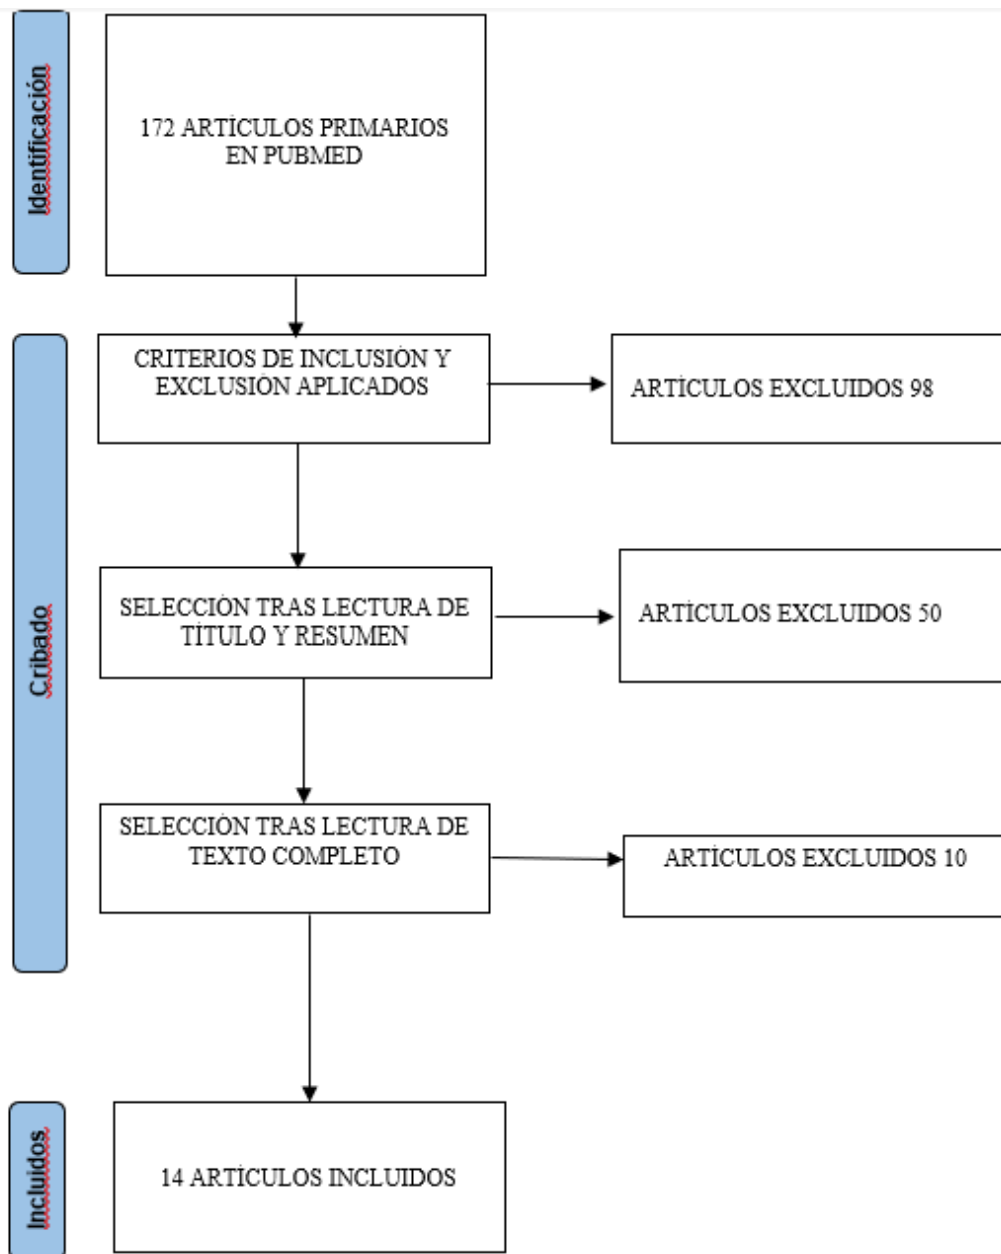 Identificación
172 ARTÍCULOS PRIMARIOS
EN PUBMED
CRITERIOS DE INCLUSIÓN Y
EXCLUSIÓN APLICADOS
ARTÍCULOS EXCLUIDOS 98
Cribado
SELECCIÓN TRAS LECTURA DE
TÍTULO Y RESUMEN
ARTÍCULOS EXCLUIDOS 50
SELECCIÓN TRAS LECTURA DE
TEXTO COMPLETO
ARTÍCULOS EXCLUIDOS 10
Incluidos
14 ARTÍCULOS INCLUIDOS